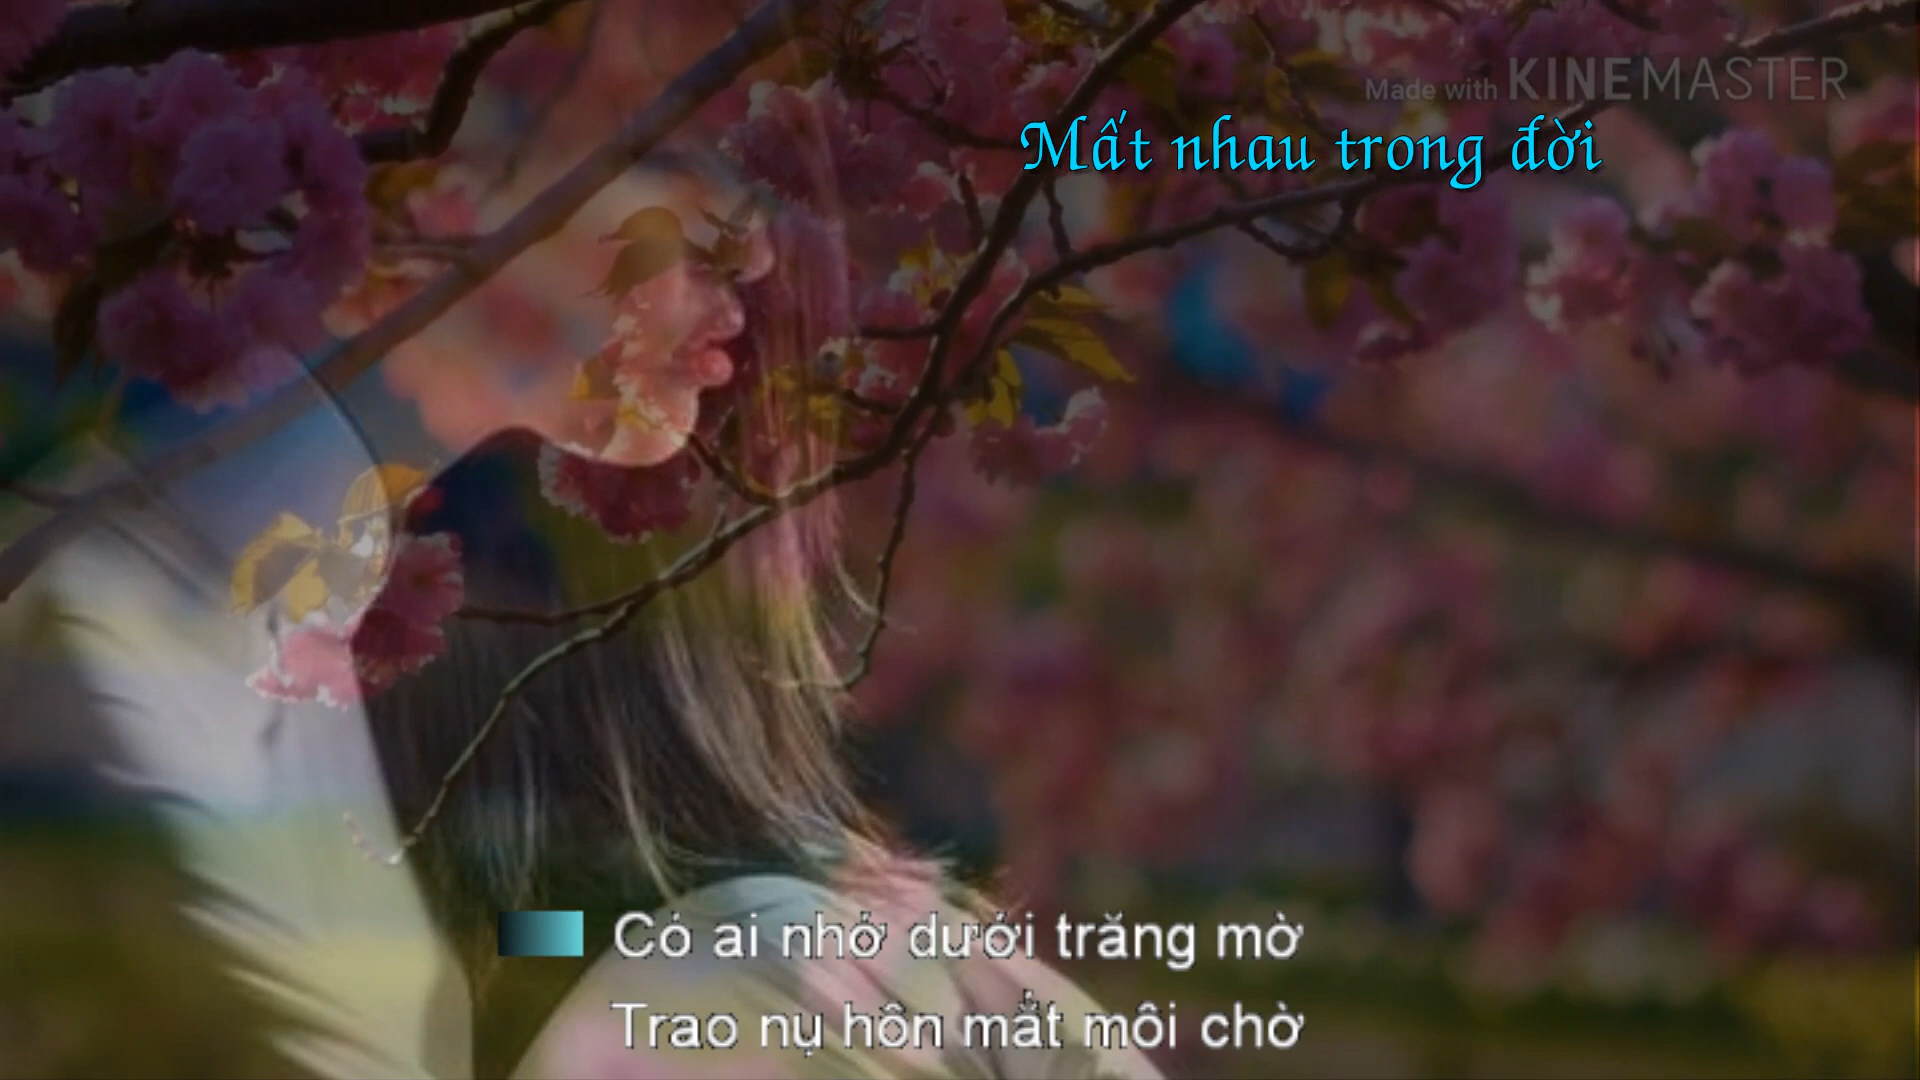 Made with KINEMASTER
Mất nhau trong đời
Có ai nhớ dưới trăng mờ
Trao nụ hôn mắt môi chờ